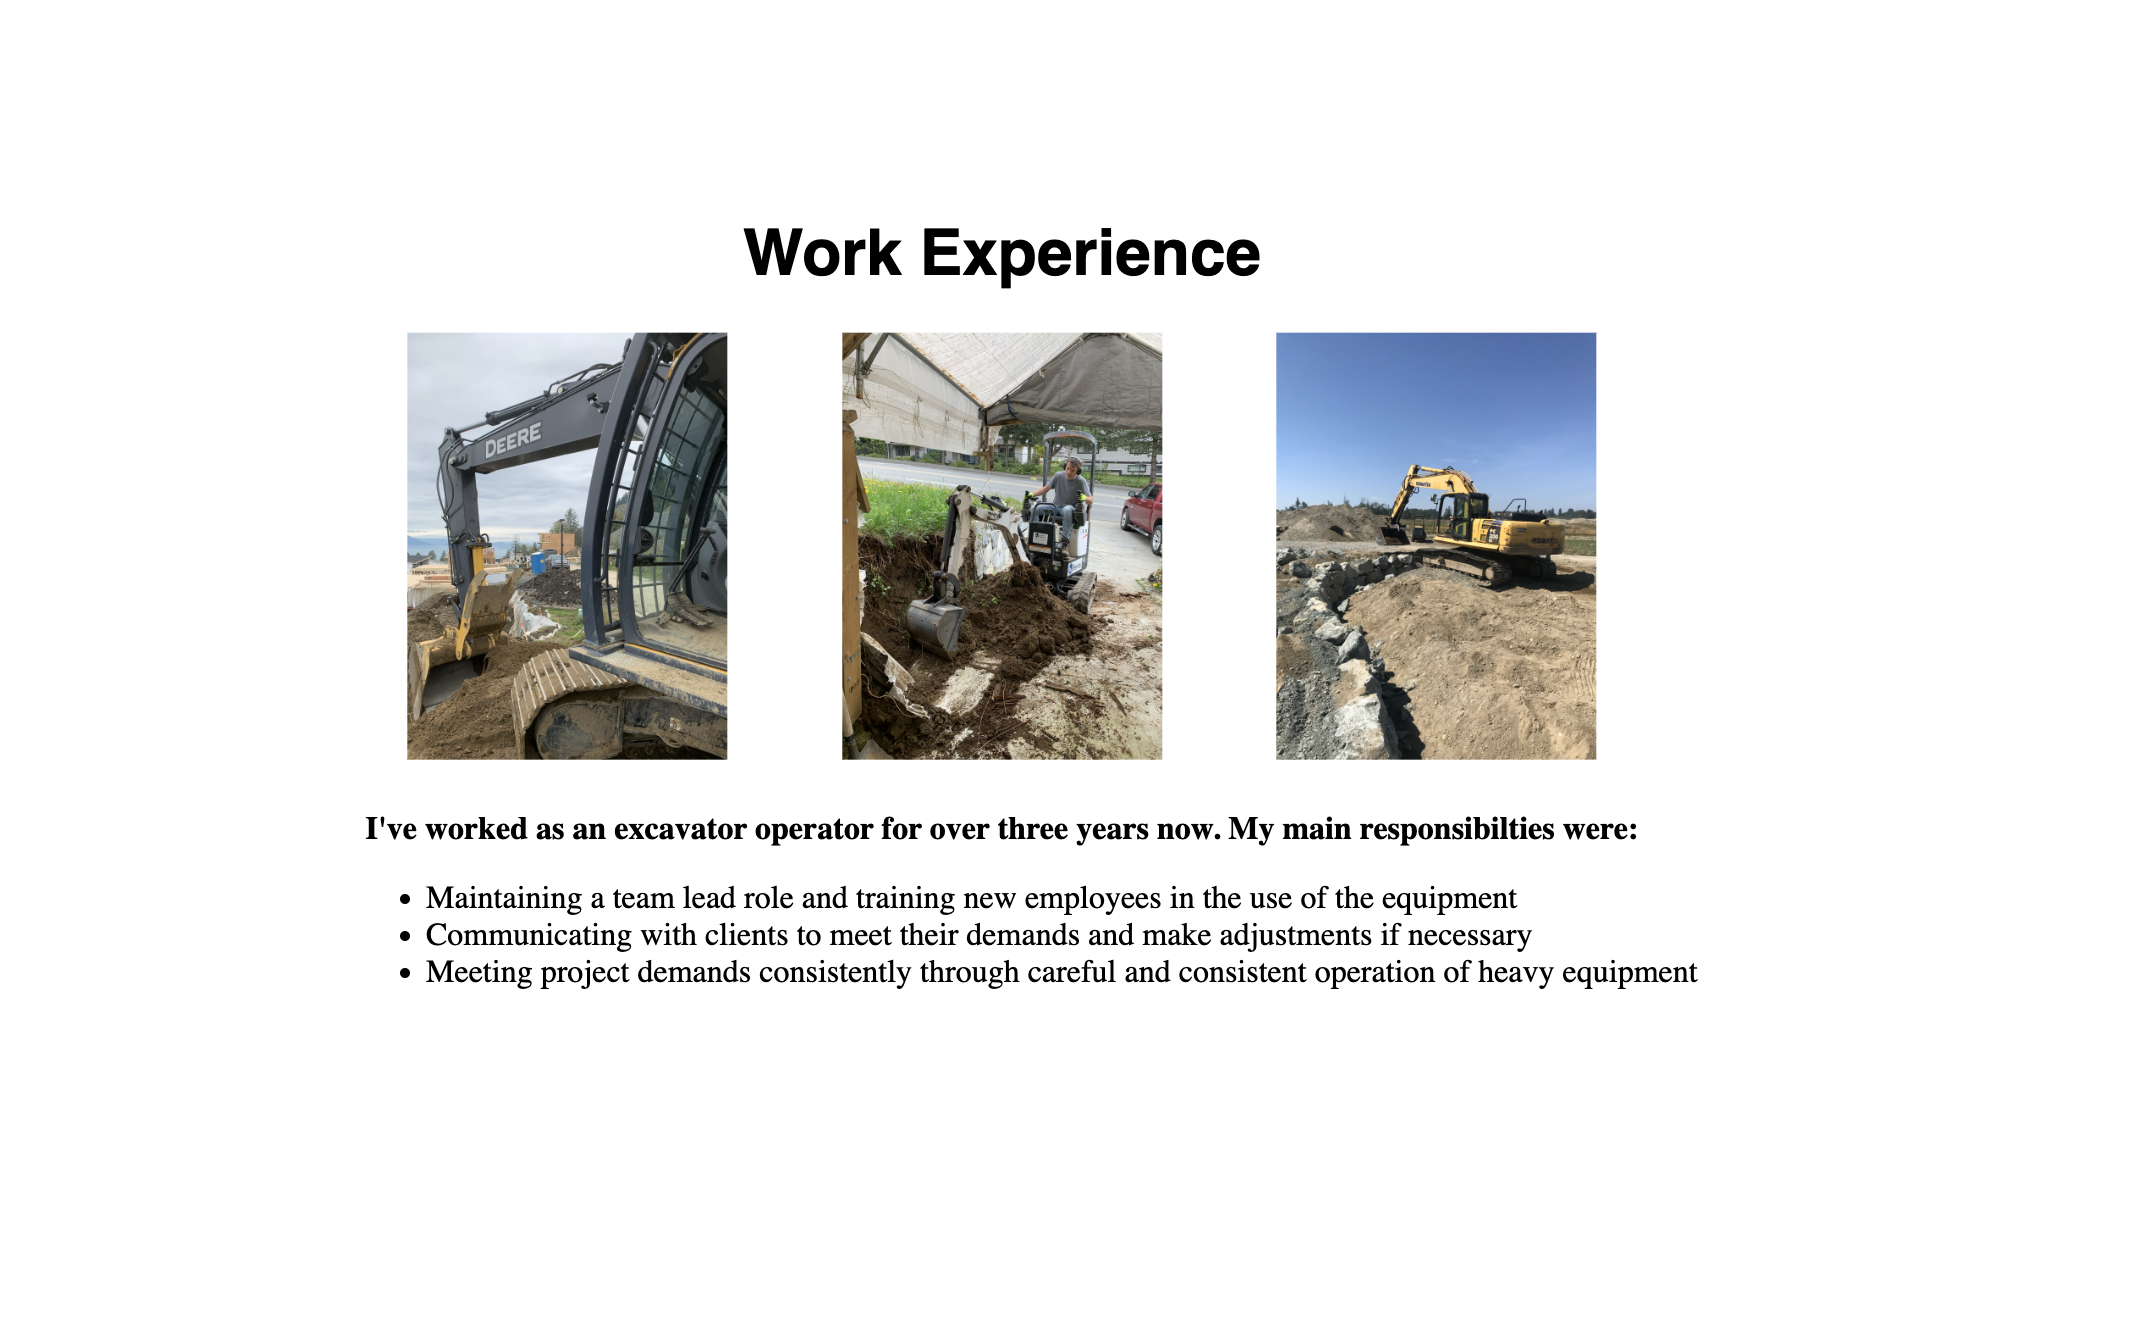 Work Experience
DEERE
KOMATSU
I've worked as an excavator operator for over three years now. My main responsibilties were:
Maintaining a team lead role and training new employees in the use of the equipment
Communicating with clients to meet their demands and make adjustments if necessary
Meeting project demands consistently through careful and consistent operation of heavy equipment